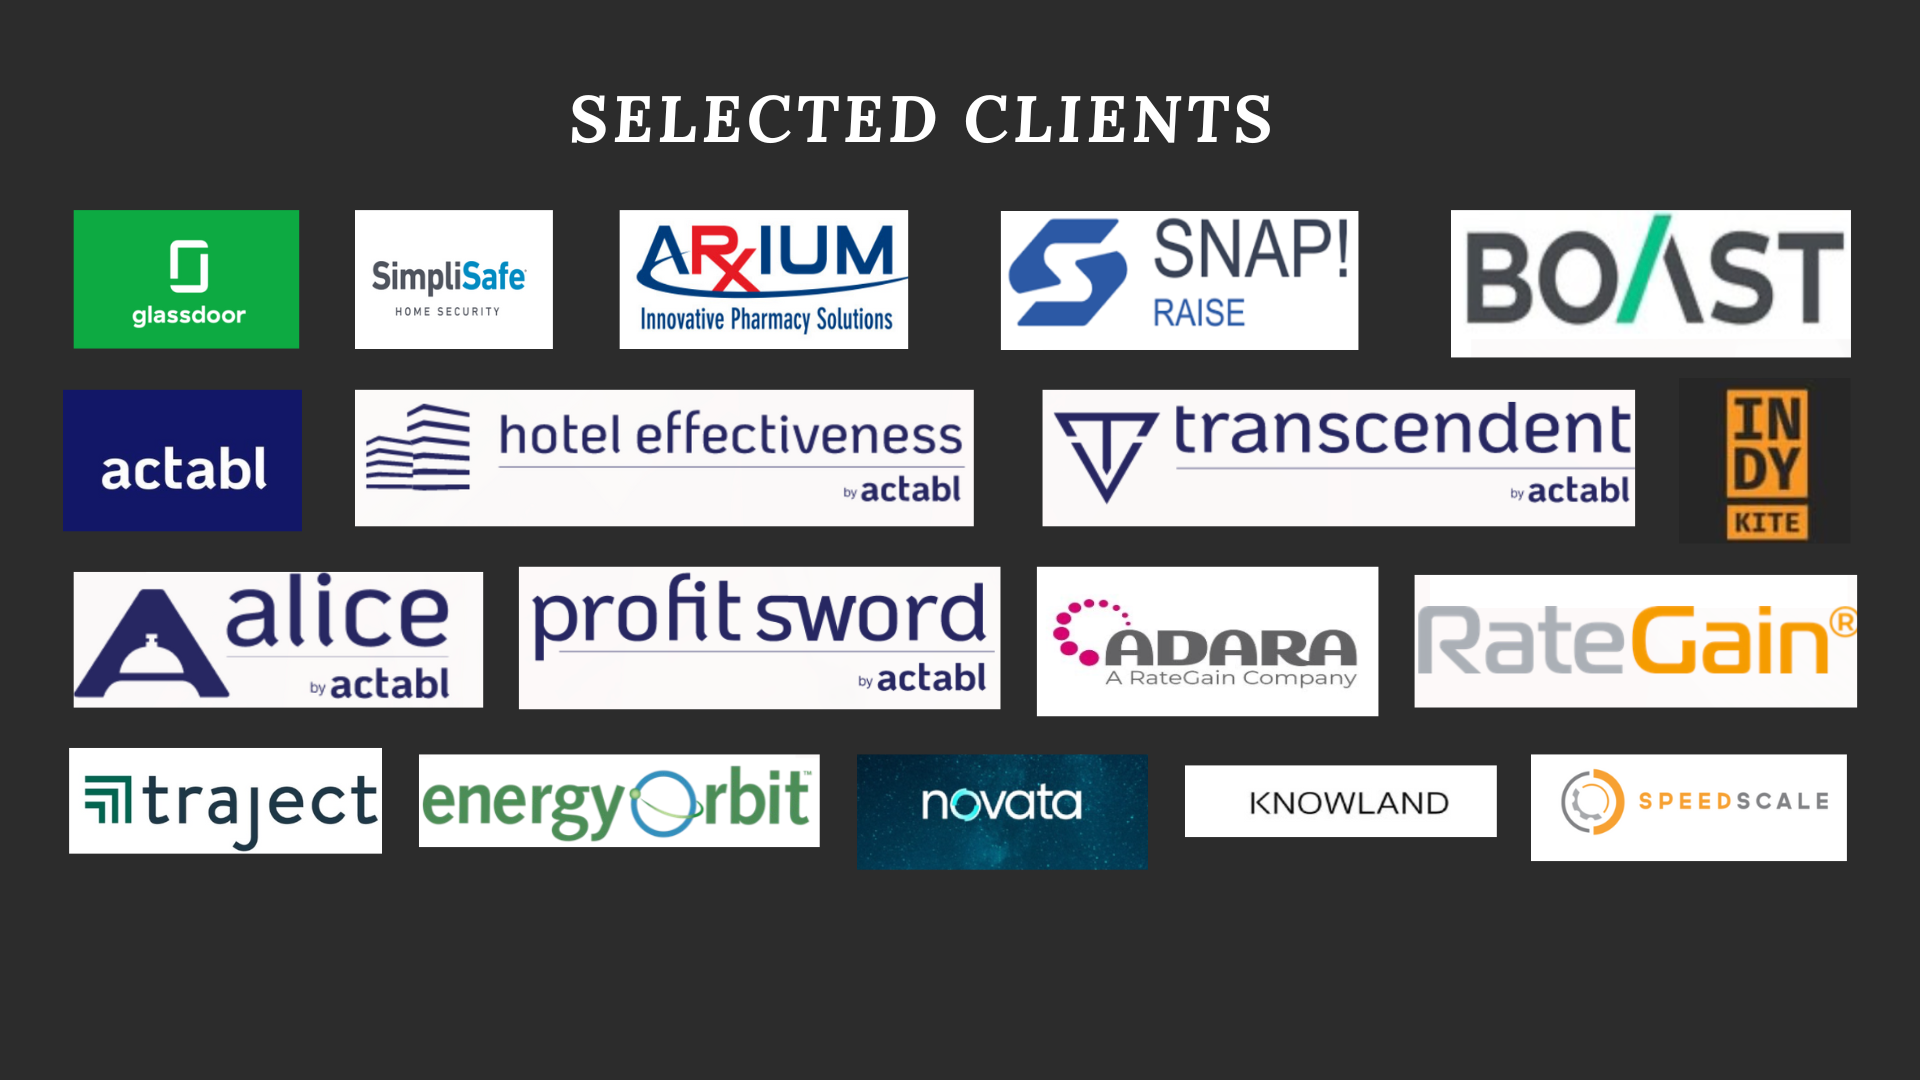 SELECTED CLIENTS
glassdoor
SimpliSafe
HOME SECURITY
ARxIUM
Innovative Pharmacy Solutions
SNAP!
RAISE
BOAST
actabl
hotel effectiveness
by actabl
transcendent
by actabl
IN
DY
KITE
alice
by actabl
profit sword
by actabl
ADARA
A RateGain Company
RateGain®
traject
energyOrbit™
novata
KNOWLAND
SPEEDSCALE